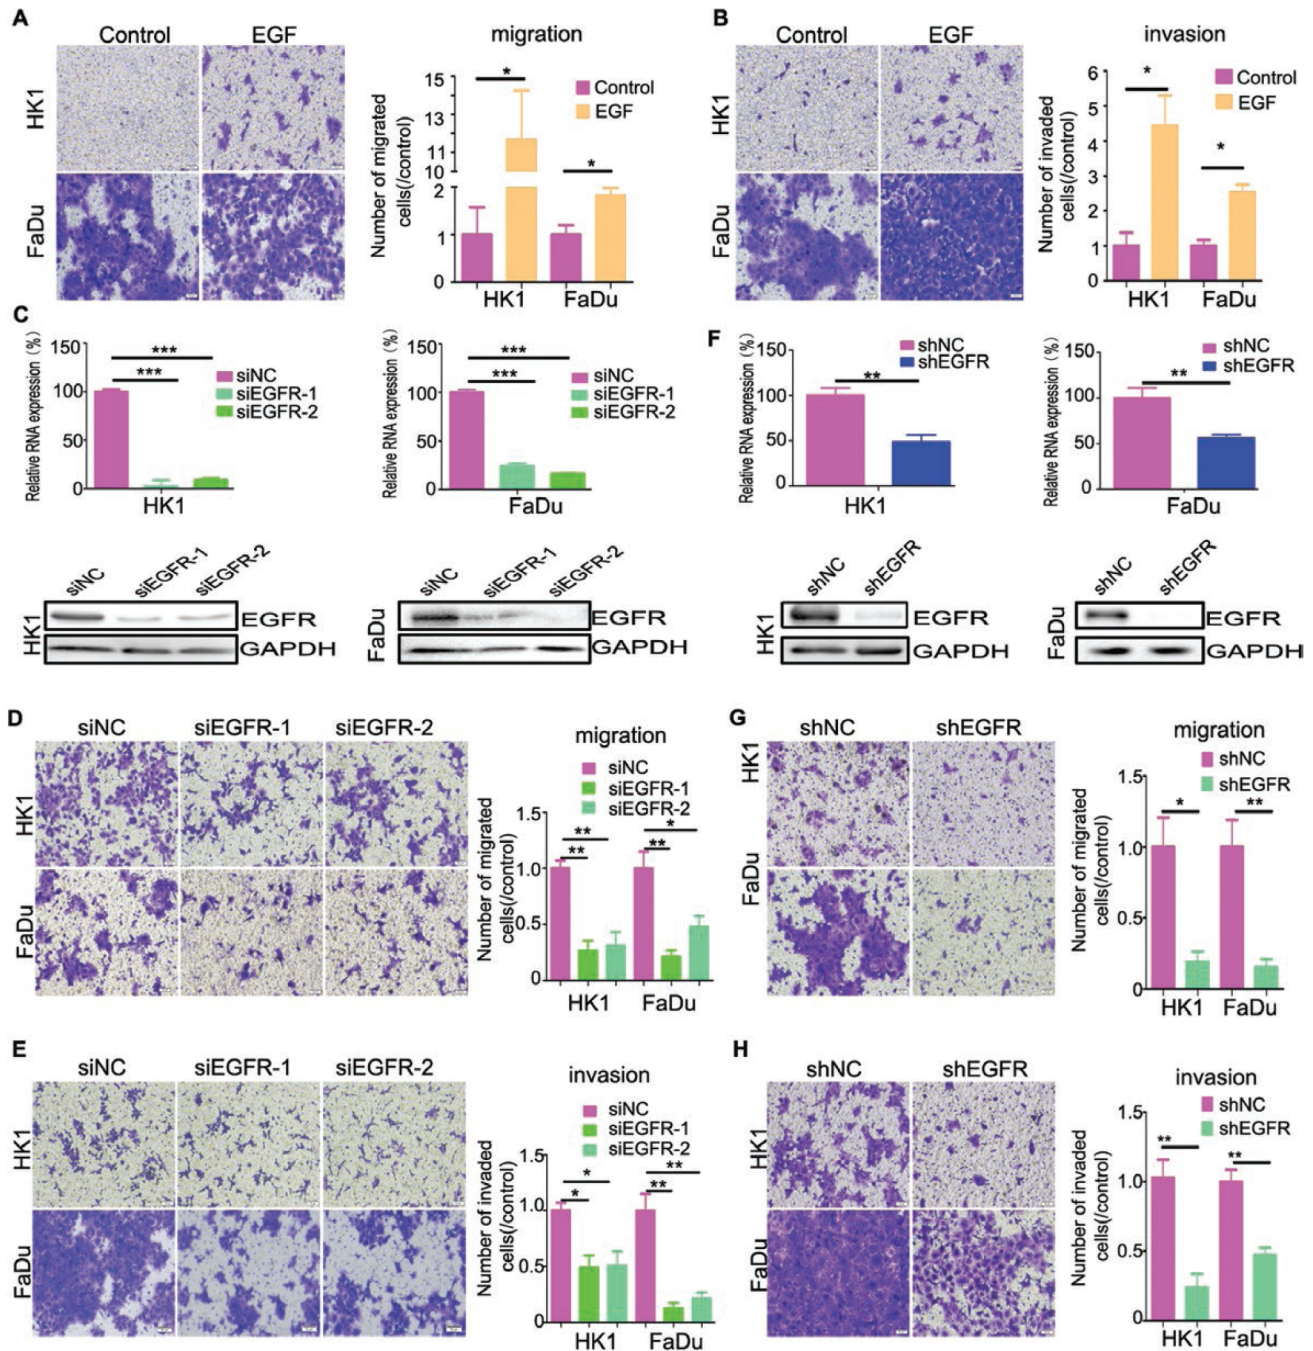 A
Control
EGF
HK1
FaDu
migration
Number of migrated
cells(/control)
15
13
11
10
2
1
0
*
*
Control
EGF
HK1
FaDu
B
Control
EGF
HK1
FaDu
invasion
Number of invaded
cells(/control)
6
5
4
3
2
1
0
*
*
Control
EGF
HK1
FaDu
C
Relative RNA expression (%)
150
100
50
0
***
***
siNC
siEGFR-1
siEGFR-2
HK1
Relative RNA expression (%)
150
100
50
0
***
***
siNC
siEGFR-1
siEGFR-2
FaDu
siNC
siEGFR-1
siEGFR-2
HK1
EGFR
GAPDH
siNC
siEGFR-1
siEGFR-2
FaDu
EGFR
GAPDH
F
Relative RNA expression (%)
150
100
50
0
**
shNC
shEGFR
HK1
Relative RNA expression (%)
150
100
50
0
**
shNC
shEGFR
FaDu
shNC
shEGFR
HK1
EGFR
GAPDH
shNC
shEGFR
FaDu
EGFR
GAPDH
D
siNC
siEGFR-1
siEGFR-2
HK1
FaDu
migration
siNC
siEGFR-1
siEGFR-2
Number of migrated
cells(/control)
1.5
1.0
0.5
0
**
**
*
**
HK1
FaDu
G
shNC
shEGFR
HK1
FaDu
migration
shNC
shEGFR
Number of migrated
cells(/control)
1.5
1.0
0.5
0
*
**
HK1
FaDu
E
siNC
siEGFR-1
siEGFR-2
HK1
FaDu
invasion
siNC
siEGFR-1
siEGFR-2
Number of invaded
cells(/control)
1.5
1.0
0.5
0
*
*
**
**
HK1
FaDu
H
shNC
shEGFR
HK1
FaDu
invasion
shNC
shEGFR
Number of invaded
cells(/control)
1.5
1.0
0.5
0
**
**
HK1
FaDu